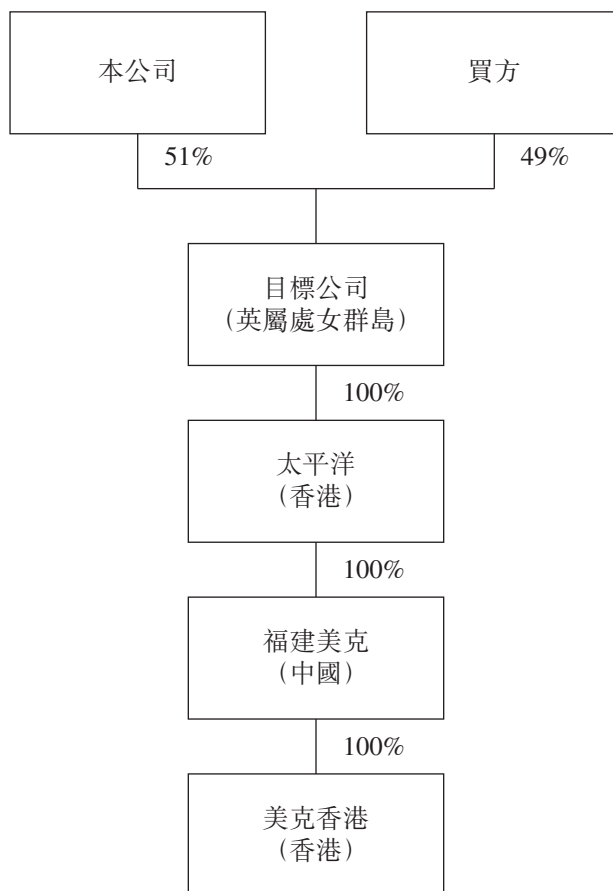 本公司
買方
51%
49%
目標公司
（英屬處女群島）
100%
太平洋
（香港）
100%
福建美克
（中國）
100%
美克香港
（香港）